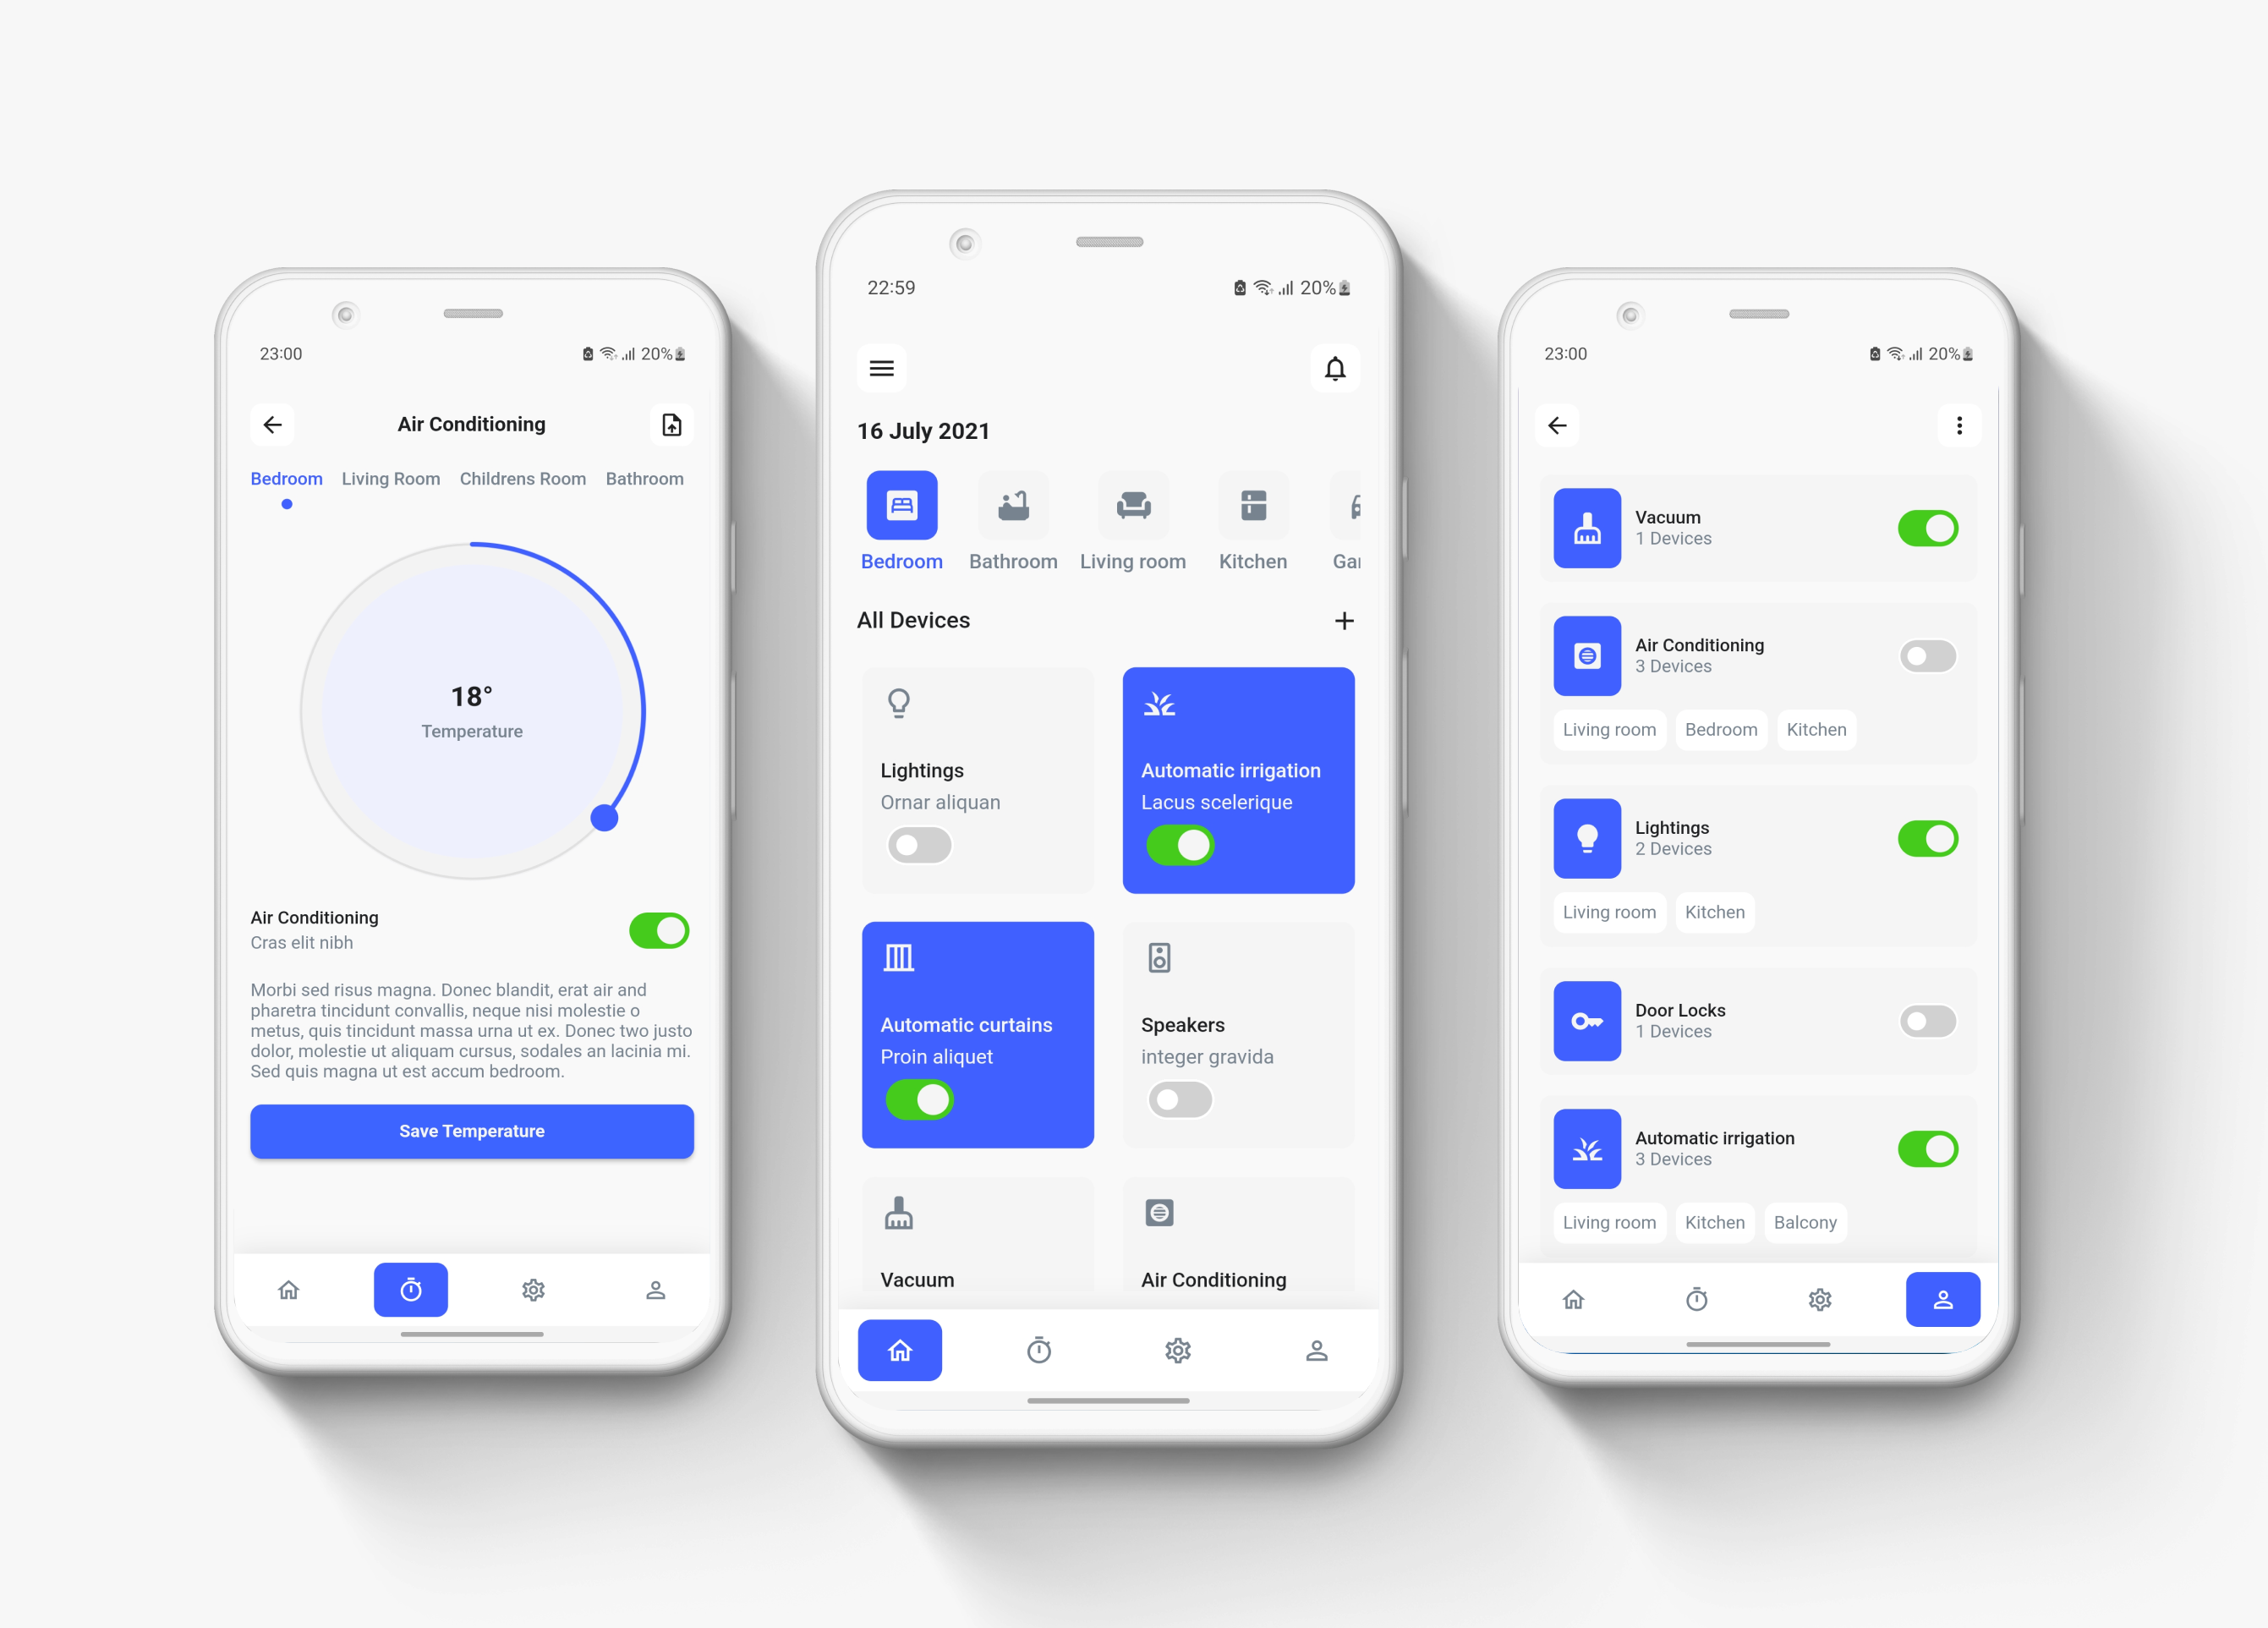 23:00
20%
Air Conditioning
Bedroom Living Room Childrens Room Bathroom
18°
Temperature
Air Conditioning
Cras elit nibh
Morbi sed risus magna. Donec blandit, erat air and
pharetra tincidunt convallis, neque nisi molestie o
metus, quis tincidunt massa urna ut ex. Donec two justo
dolor, molestie ut aliquam cursus, sodales an lacinia mi.
Sed quis magna ut est accum bedroom.
Save Temperature
22:59
20%
16 July 2021
Bedroom Bathroom Living room Kitchen Gar
All Devices
Lightings
Ornar aliquan
Automatic irrigation
Lacus scelerique
Automatic curtains
Proin aliquet
Speakers
integer gravida
Vacuum
Air Conditioning
23:00
20%
Vacuum
1 Devices
Air Conditioning
3 Devices
Living room Bedroom Kitchen
Lightings
2 Devices
Living room Kitchen
Door Locks
1 Devices
Automatic irrigation
3 Devices
Living room Kitchen Balcony